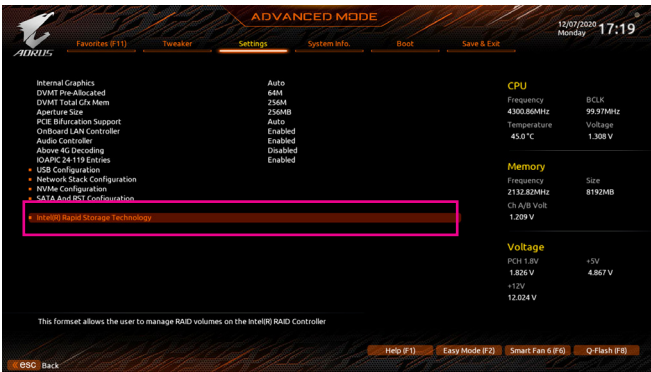 ADVANCED MODE
12/07/2020
Monday
17:19
AORUS
Favorites (F11) Tweaker Settings System Info. Boot Save & Exit
Internal Graphics Auto
DVMT Pre-Allocated 64M
DVMT Total Gfx Mem 256M
Aperture Size 256MB
PCIE Bifurcation Support Auto
OnBoard LAN Controller Enabled
Audio Controller Enabled
Above 4G Decoding Disabled
IOAPIC 24-119 Entries Enabled
USB Configuration
Network Stack Configuration
NVMe Configuration
SATA And RST Configuration
Intel(R) Rapid Storage Technology
CPU
Frequency BCLK
4300.86MHz 99.97MHz
Temperature Voltage
45.0 °C 1.308 V
Memory
Frequency Size
2132.82MHz 8192MB
Ch A/B Volt
1.209 V
Voltage
PCH 1.8V +5V
1.826 V 4.867 V
+12V
12.024 V
This formset allows the user to manage RAID volumes on the Intel(R) RAID Controller
Help (F1) Easy Mode (F2) Smart Fan 6 (F6) Q-Flash (F8)
esc Back